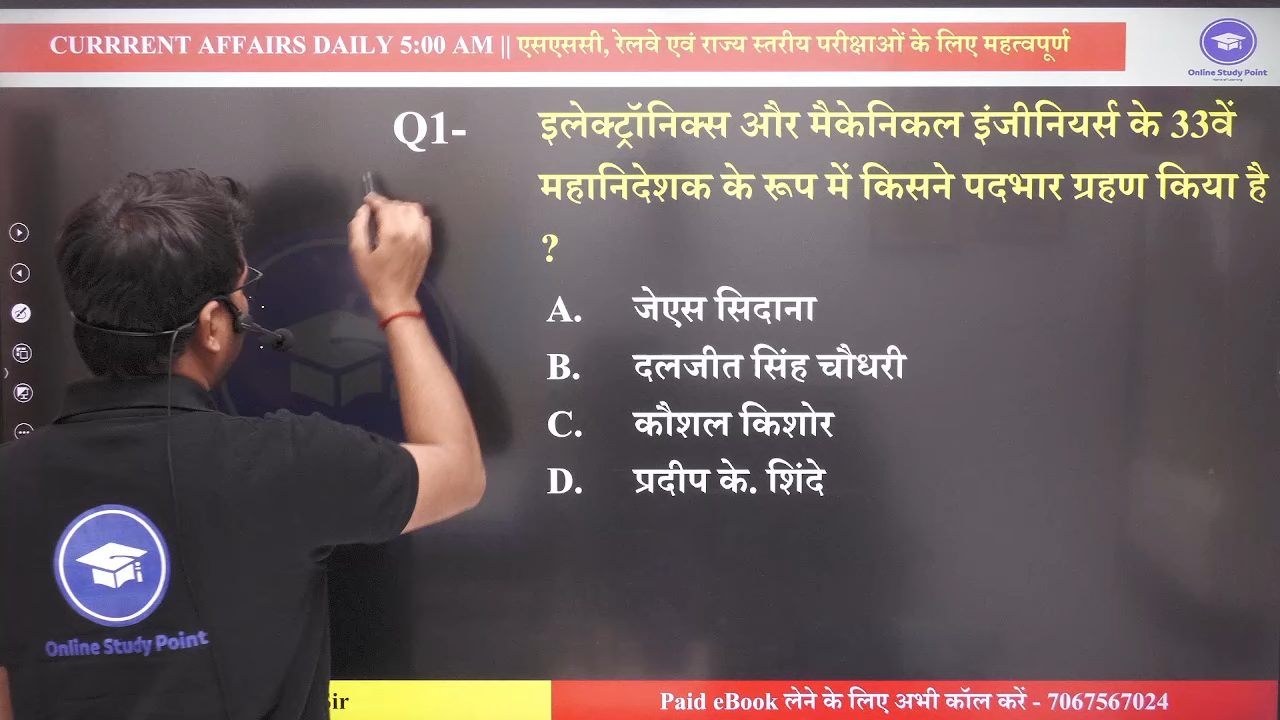 CURRRENT AFFAIRS DAILY 5:00 AM || एसएससी, रेलवे एवं राज्य स्तरीय परीक्षाओं के लिए महत्वपूर्ण
Online Study Point
Q1- इलेक्ट्रॉनिक्स और मैकेनिकल इंजीनियर्स के 33वें
महानिदेशक के रूप में किसने पदभार ग्रहण किया है
?
A. जेएस सिदाना
B. दलजीत सिंह चौधरी
C. कौशल किशोर
D. प्रदीप के. शिंदे
Online Study Point
Sir
Paid eBook लेने के लिए अभी कॉल करें - 7067567024